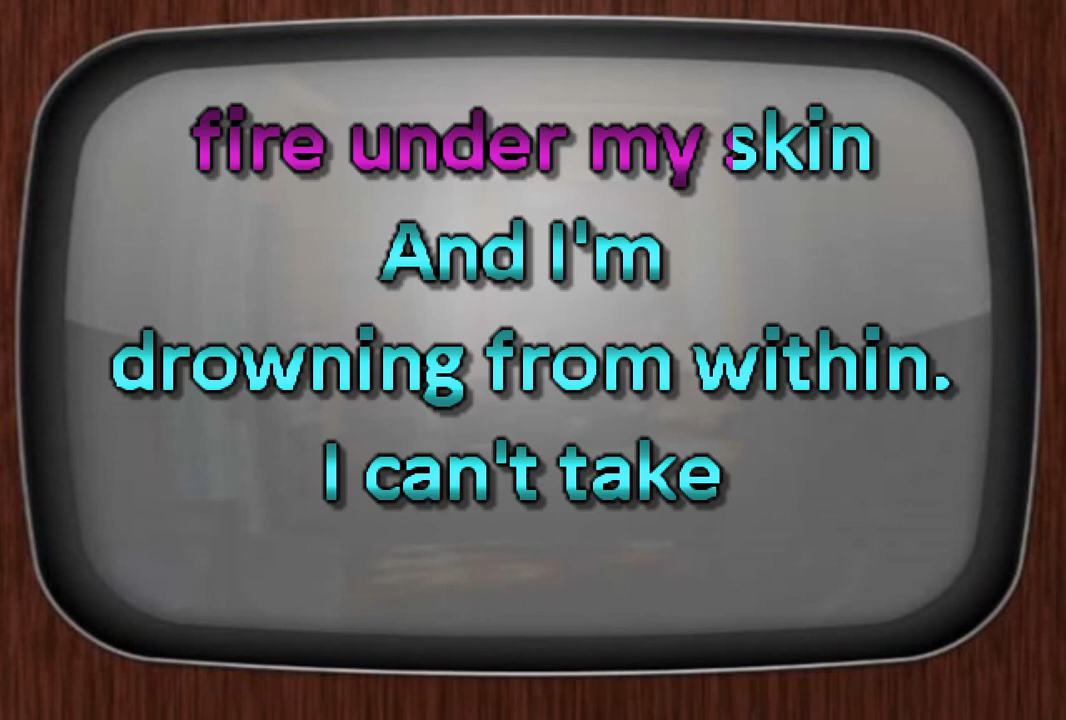 fire under my skin
And I'm
drowning from within.
I can't take